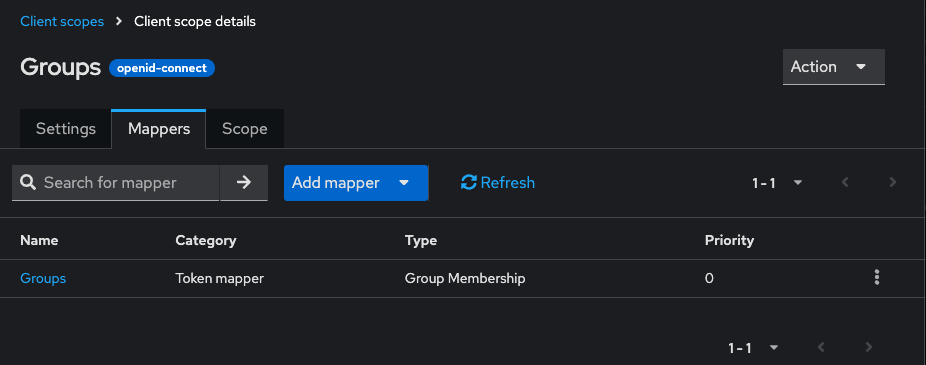 Client scopes > Client scope details
Groups openid-connect
Action
Settings Mappers Scope
Search for mapper Add mapper Refresh 1 - 1
Name Category Type Priority
Groups Token mapper Group Membership 0
1 - 1